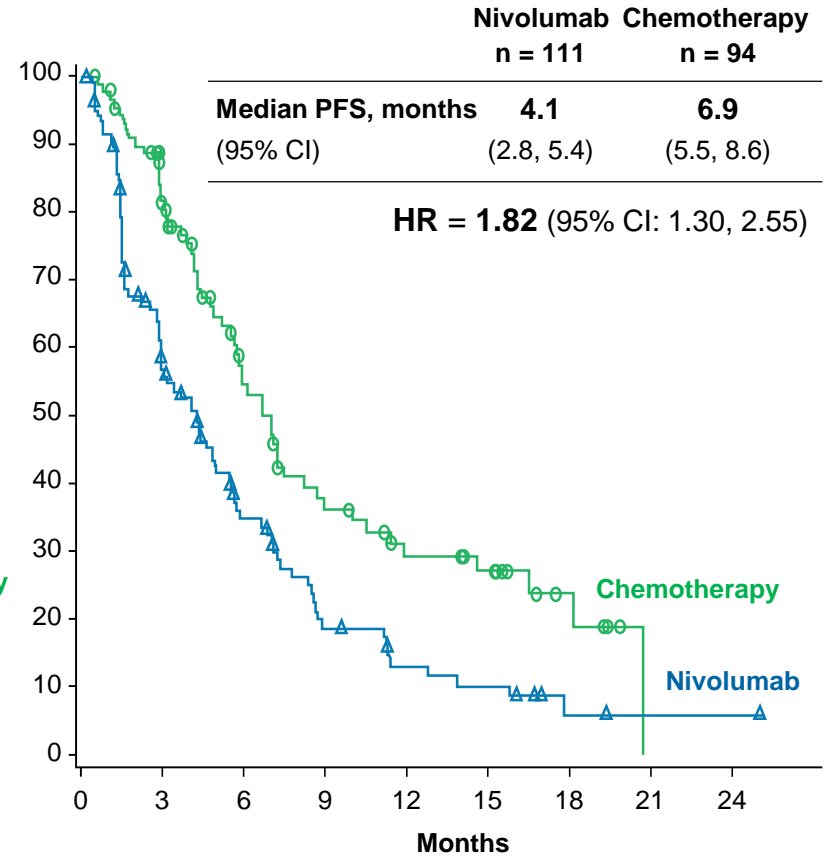 Nivolumab Chemotherapy
n = 111 n = 94
Median PFS, months 4.1 6.9
(95% CI) (2.8, 5.4) (5.5, 8.6)
HR = 1.82 (95% CI: 1.30, 2.55)
100
90
80
70
60
50
40
30
20
10
0
y
Chemotherapy
Nivolumab
0 3 6 9 12 15 18 21 24
Months